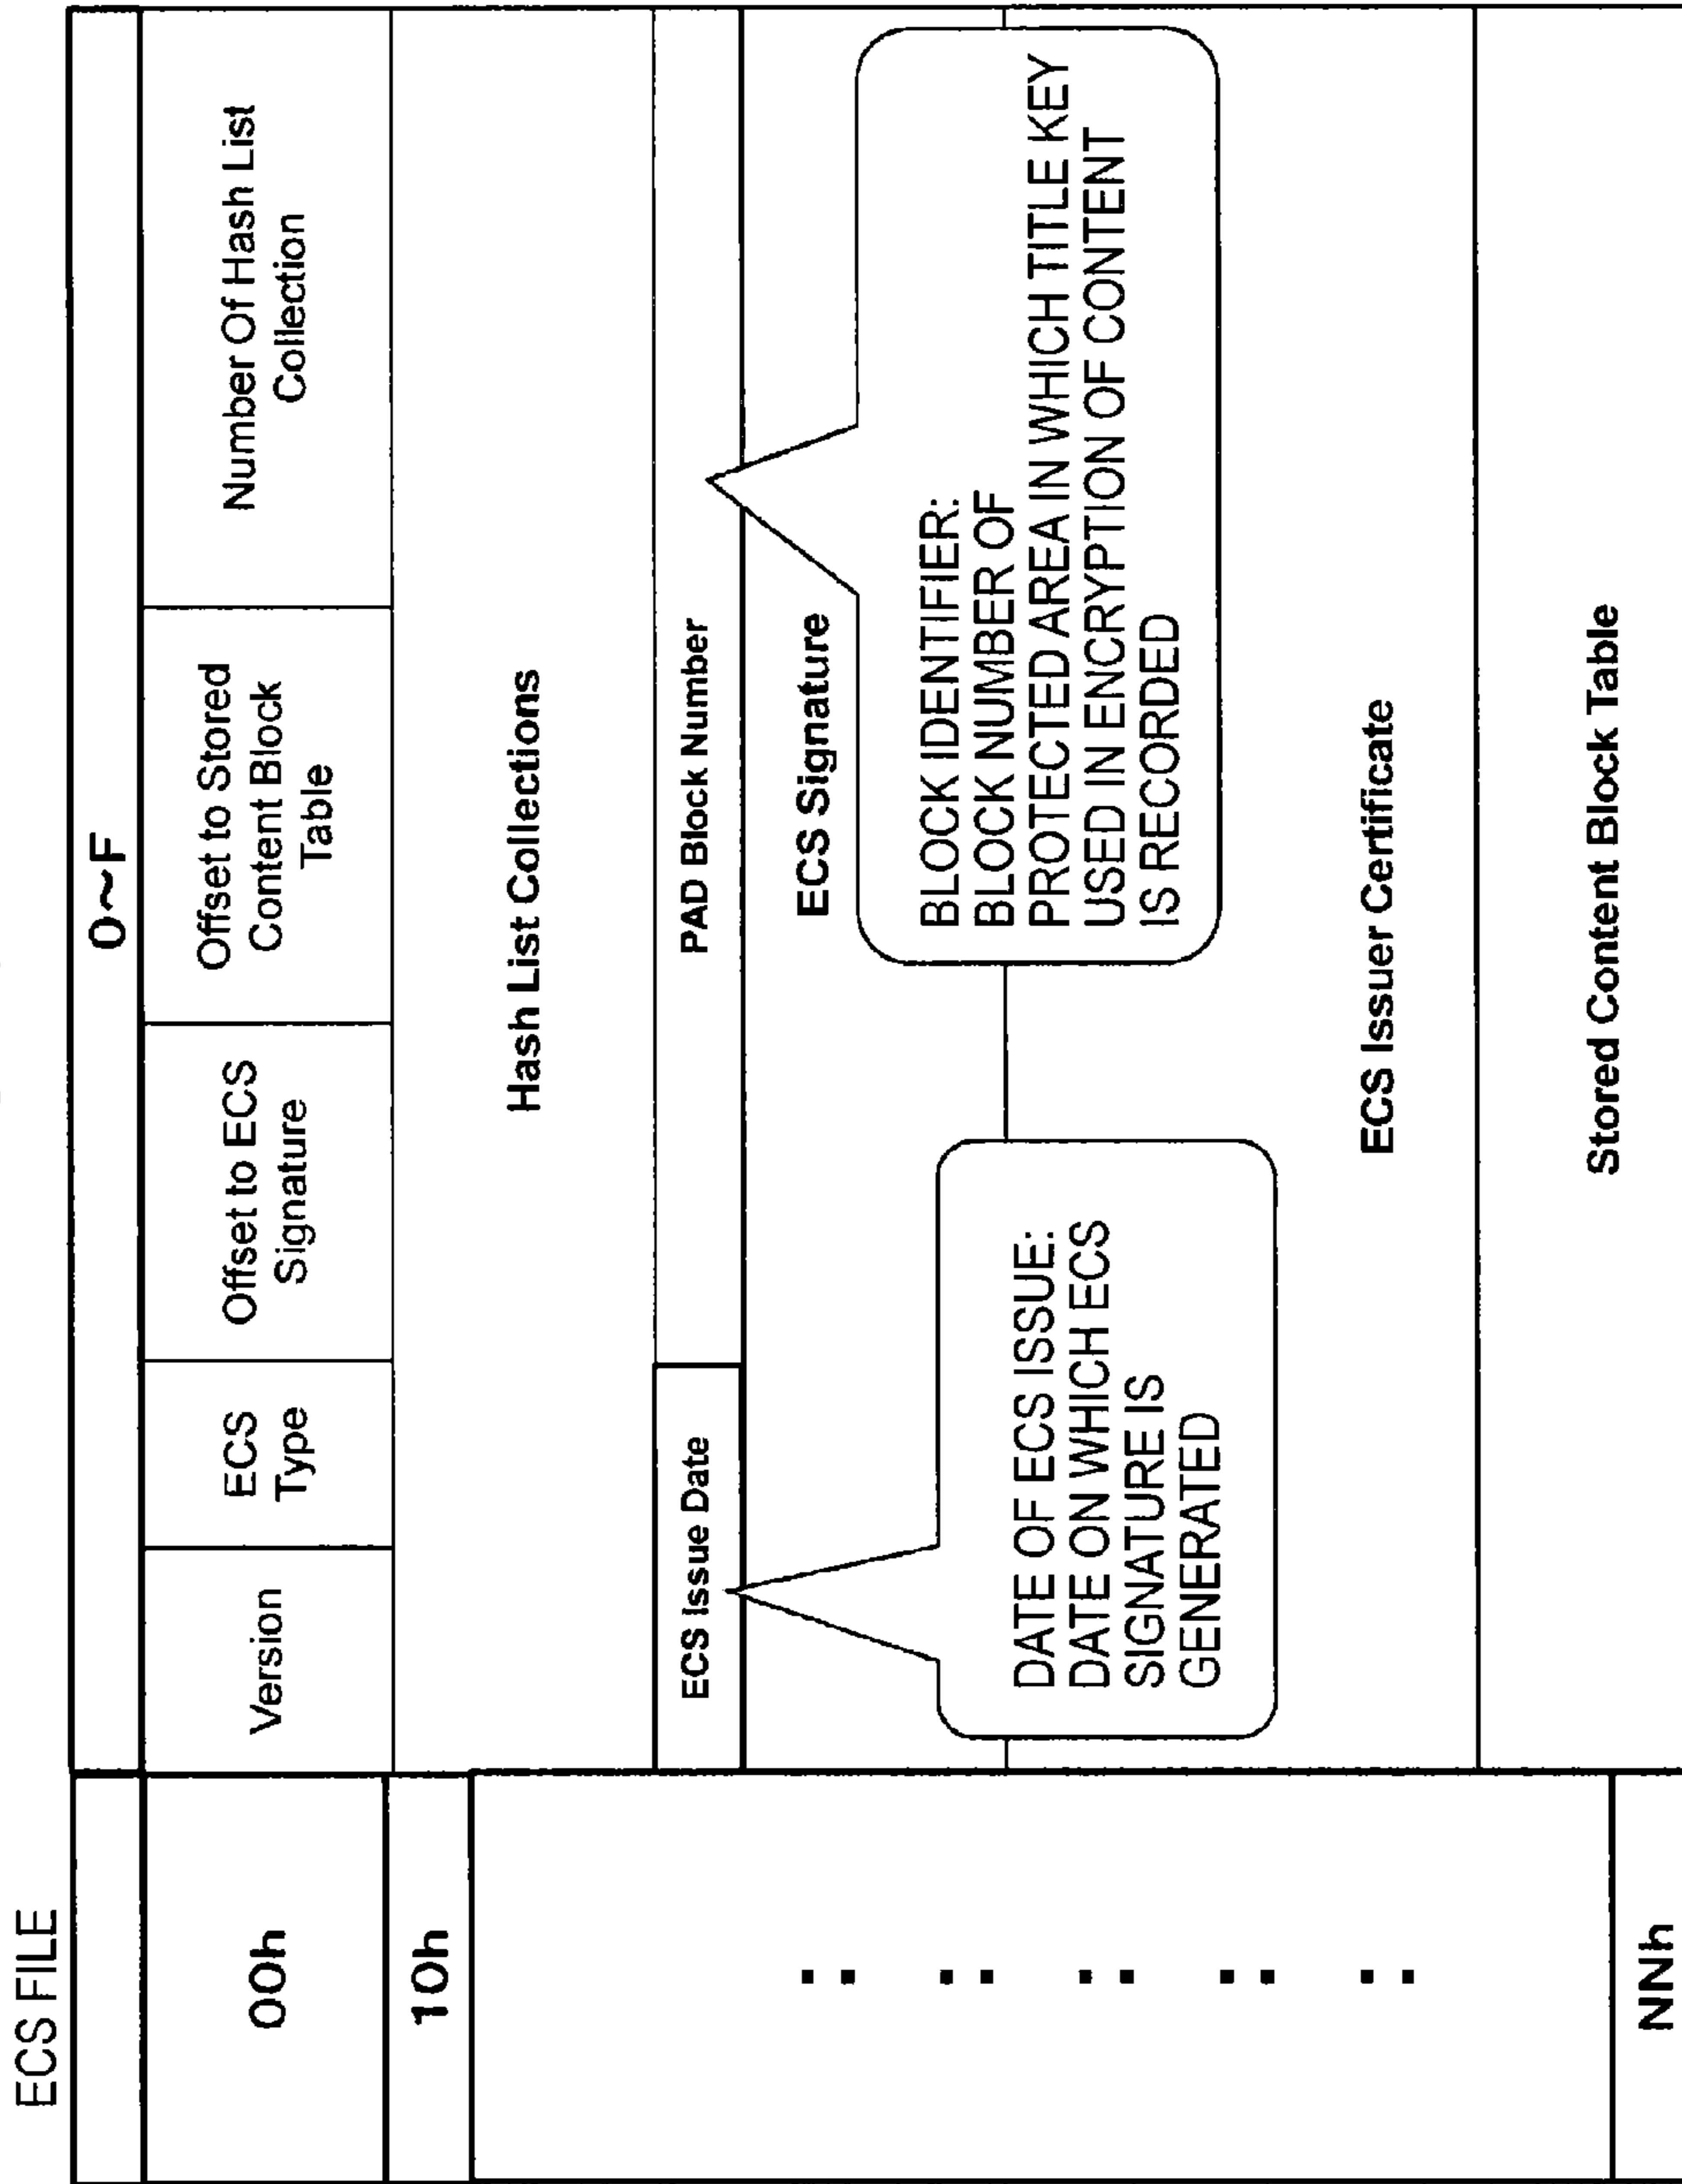 ECS FILE
0~F
00h
Version
ECS
Type
Offset to ECS
Signature
Offset to Stored
Content Block
Table
Number Of Hash List
Collection
10h
Hash List Collections
ECS Issue Date
PAD Block Number
ECS Signature
DATE OF ECS ISSUE:
DATE ON WHICH ECS
SIGNATURE IS
GENERATED
BLOCK IDENTIFIER:
BLOCK NUMBER OF
PROTECTED AREA IN WHICH TITLE KEY
USED IN ENCRYPTION OF CONTENT
IS RECORDED
ECS Issuer Certificate
Stored Content Block Table
NNh